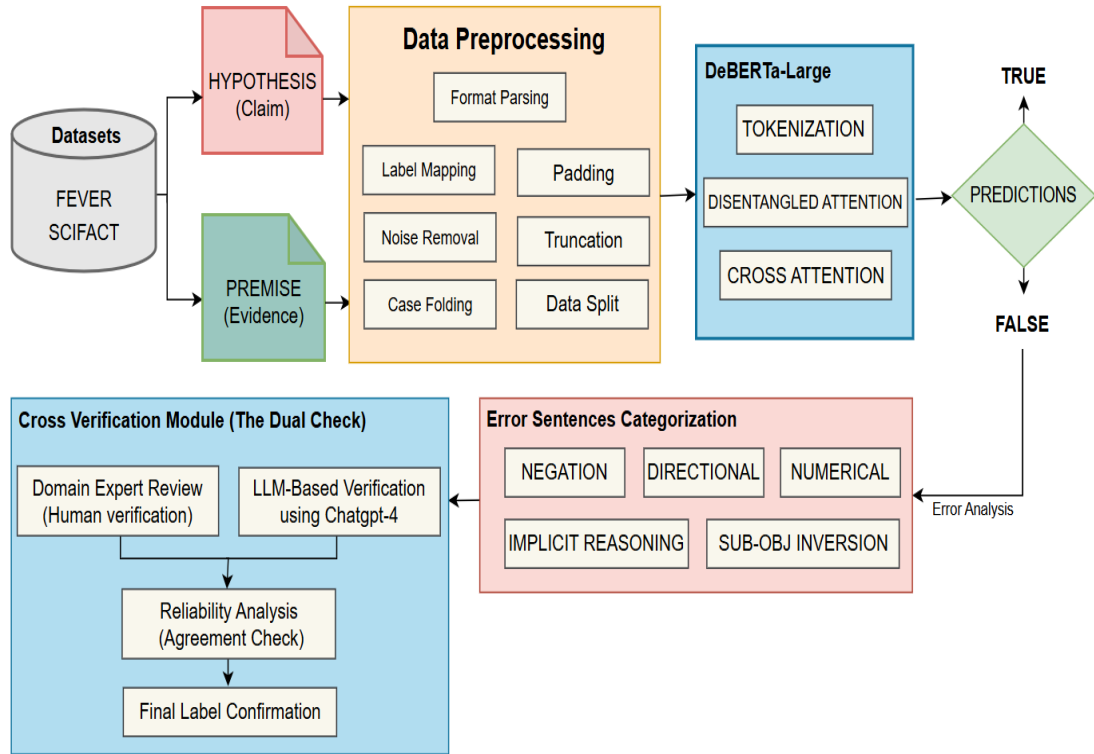 Datasets
FEVER
SCIFACT
HYPOTHESIS
(Claim)
PREMISE
(Evidence)
Data Preprocessing
Format Parsing
Label Mapping
Padding
Noise Removal
Truncation
Case Folding
Data Split
DeBERTa-Large
TOKENIZATION
DISENTANGLED ATTENTION
CROSS ATTENTION
TRUE
PREDICTIONS
FALSE
Error Analysis
Error Sentences Categorization
NEGATION
DIRECTIONAL
NUMERICAL
IMPLICIT REASONING
SUB-OBJ INVERSION
Cross Verification Module (The Dual Check)
Domain Expert Review
(Human verification)
LLM-Based Verification
using Chatgpt-4
Reliability Analysis
(Agreement Check)
Final Label Confirmation